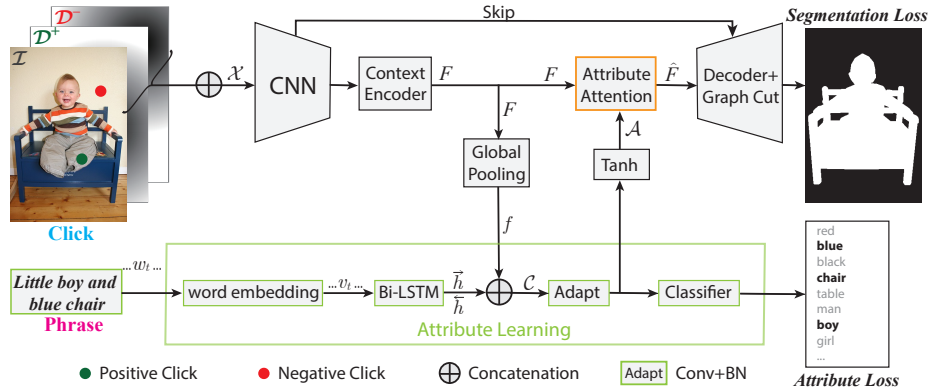 Skip
Segmentation Loss
𝒟⁻
𝒟⁺
ℐ
𝒳
CNN
Context
Encoder
F
F
Attribute
Attention
F̂
Decoder+
Graph Cut
F
𝒜
Global
Pooling
Tanh
Click
f
...wₜ...
Little boy and
blue chair
Phrase
word embedding
...vₜ...
Bi-LSTM
h⃗
h⃖
𝒞
Adapt
Classifier
Attribute Learning
red
blue
black
chair
table
man
boy
girl
...
Attribute Loss
Positive Click
Negative Click
Concatenation
Adapt
Conv+BN